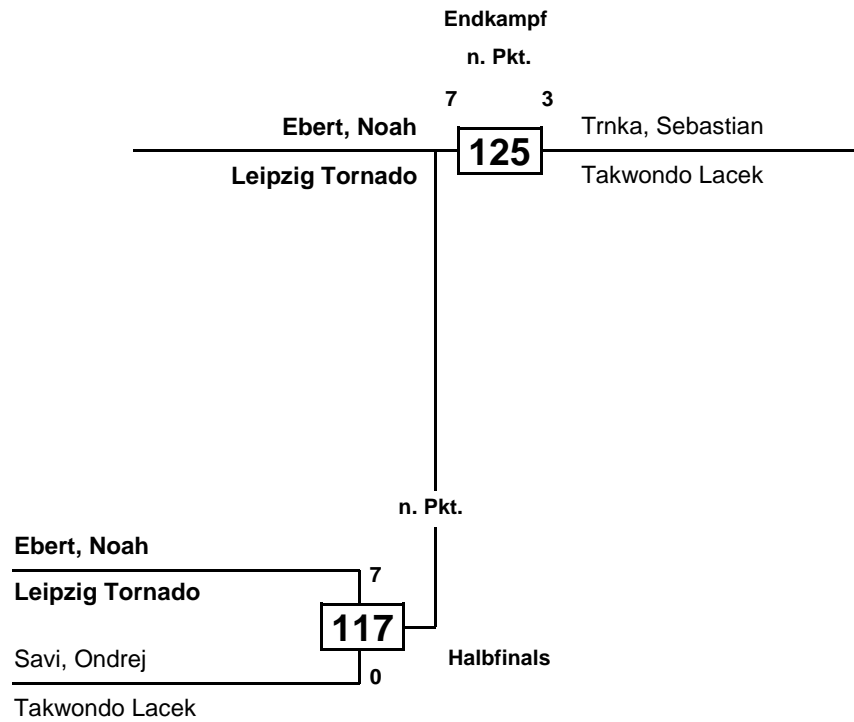 Endkampf
n. Pkt.
7 3
Ebert, Noah 125 Trnka, Sebastian
Leipzig Tornado Takwondo Lacek
n. Pkt.
Ebert, Noah
7
Leipzig Tornado
117
Savi, Ondrej Halbfinals
0
Takwondo Lacek